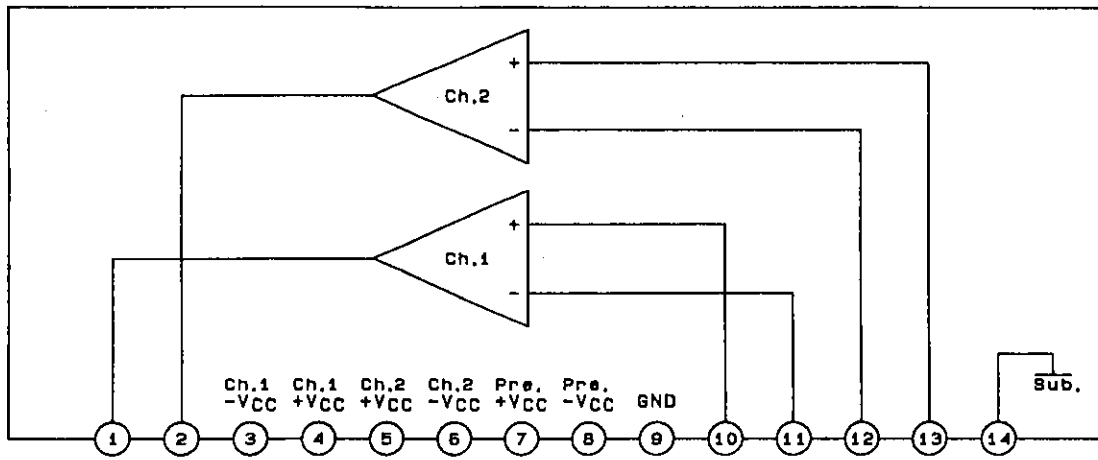 +
Ch.2
−
+
Ch.1
−
Ch.1 Ch.1 Ch.2 Ch.2 Pre. Pre.
−VCC +VCC +VCC −VCC +VCC −VCC GND
Sub.
1 2 3 4 5 6 7 8 9 10 11 12 13 14